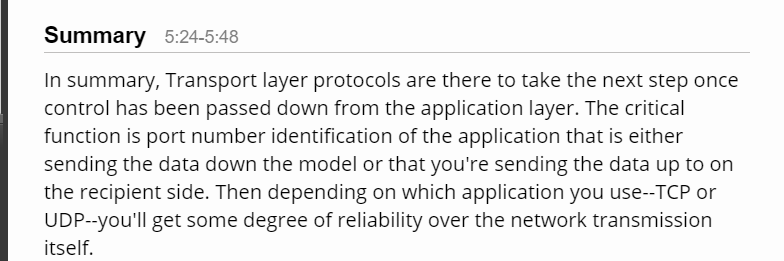 Summary 5:24-5:48
In summary, Transport layer protocols are there to take the next step once
control has been passed down from the application layer. The critical
function is port number identification of the application that is either
sending the data down the model or that you're sending the data up to on
the recipient side. Then depending on which application you use--TCP or
UDP--you'll get some degree of reliability over the network transmission
itself.